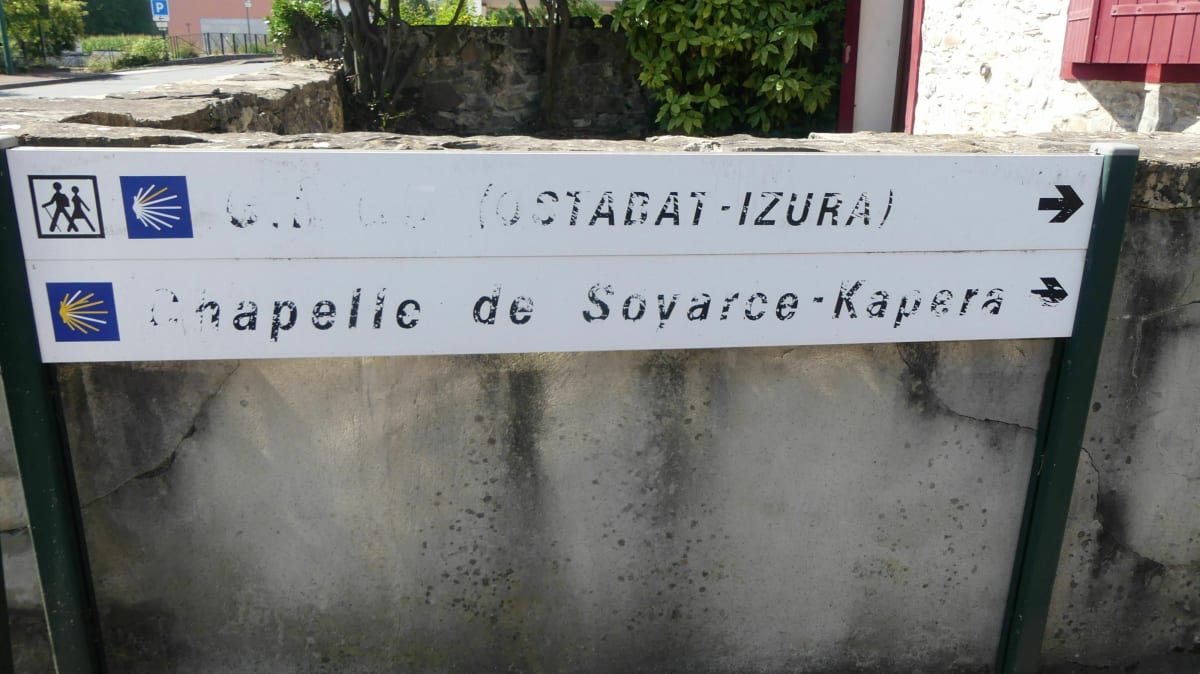 P
(OSTABAT-IZURA)
Chapelle de Soyarce-Kapera